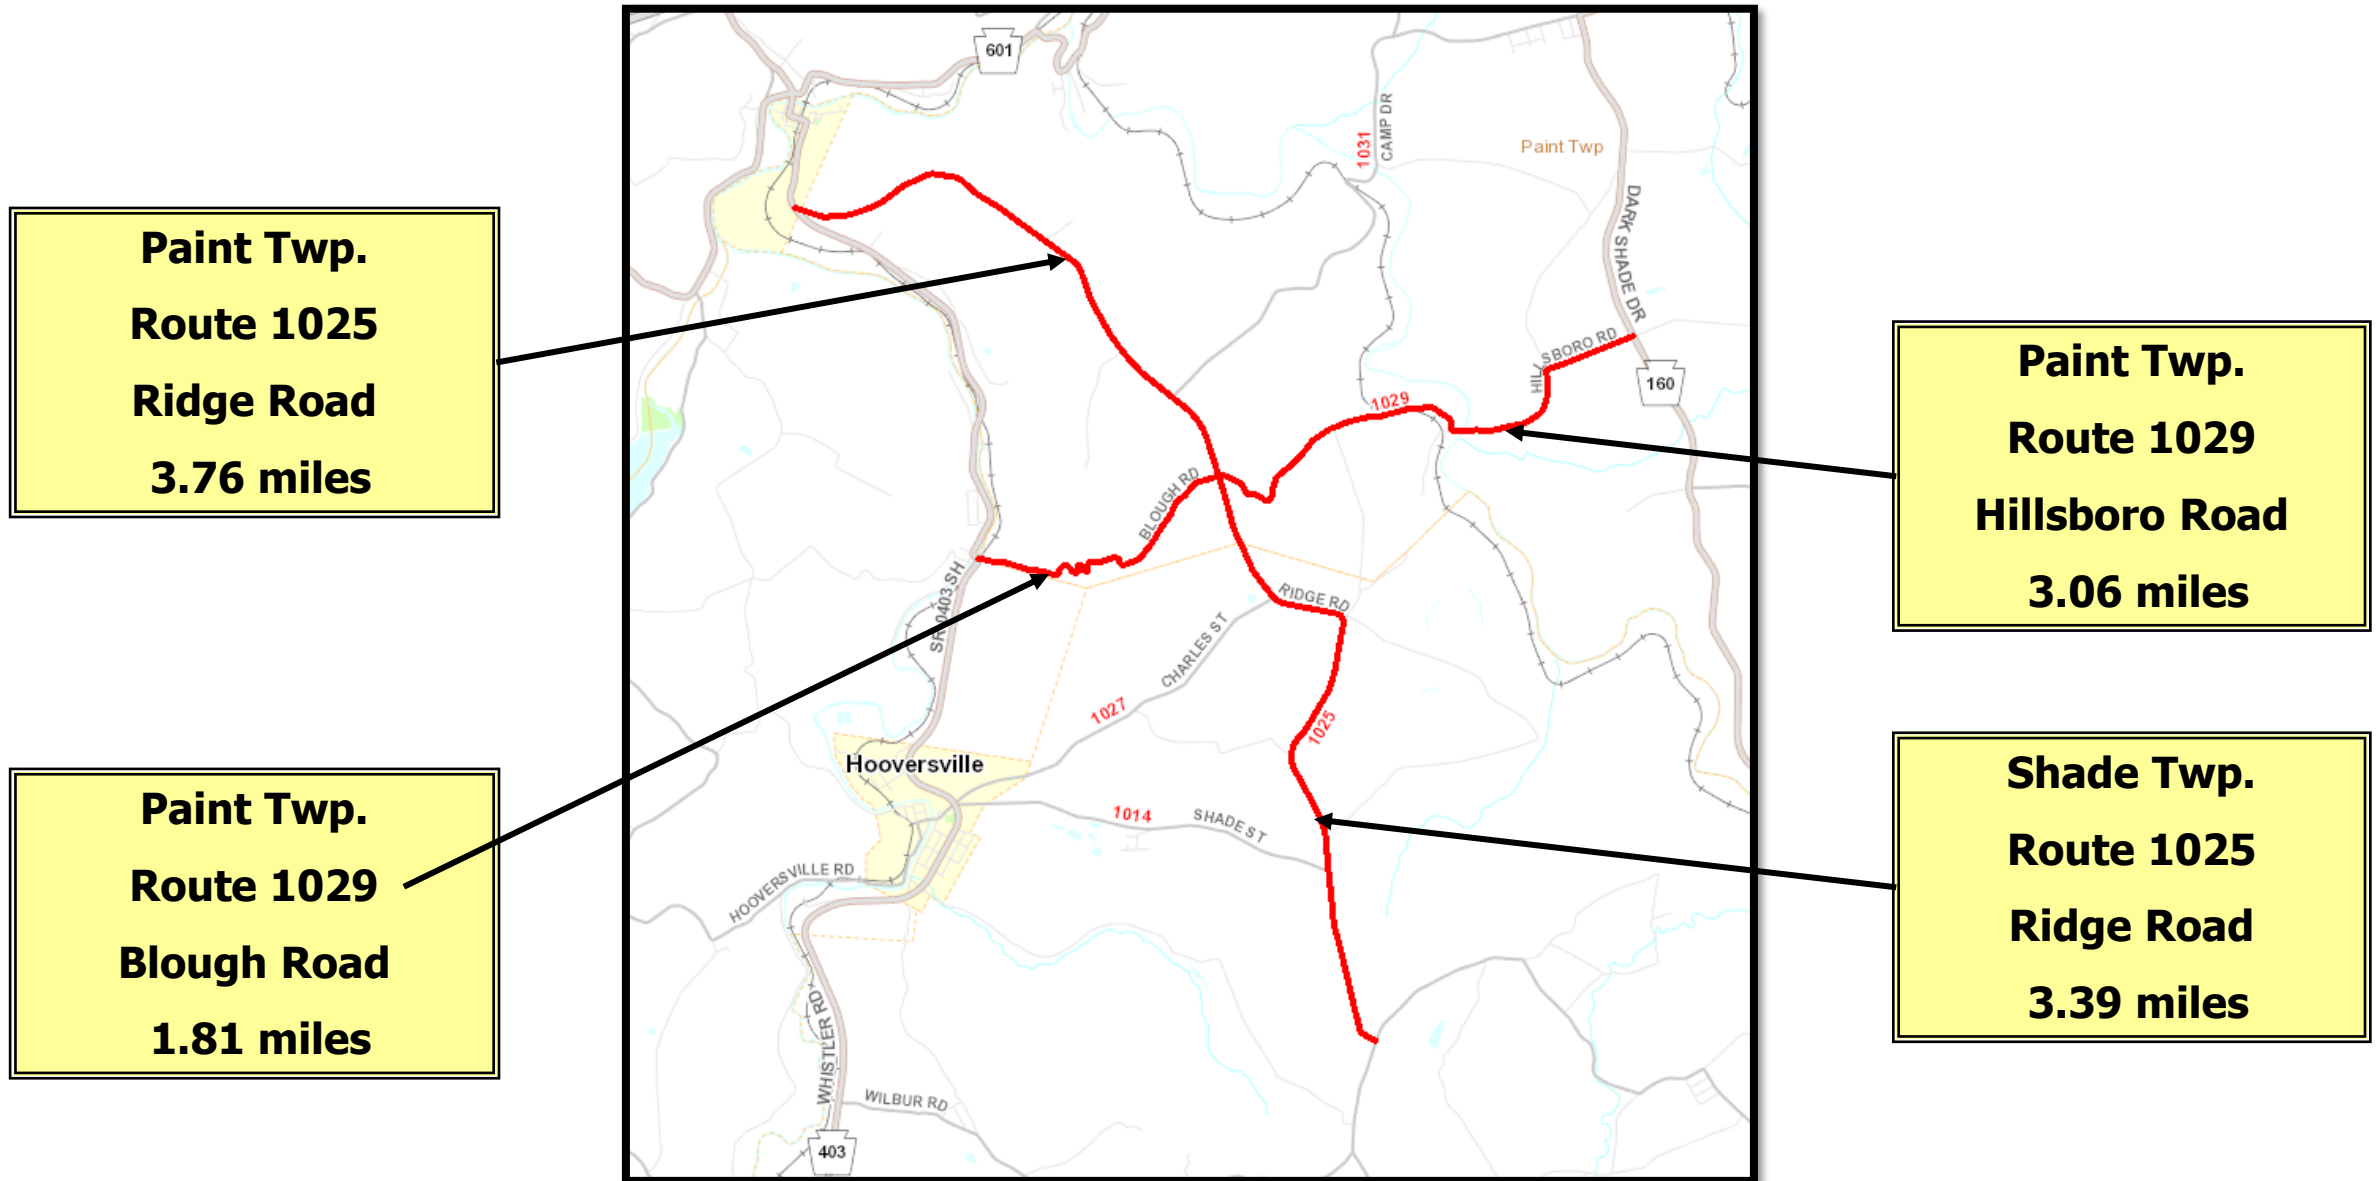 Paint Twp.
Route 1025
Ridge Road
3.76 miles
Paint Twp.
Route 1029
Blough Road
1.81 miles
601
1031
CAMP DR
Paint Twp
DARK SHADE DR
HILLSBORO RD
160
1029
BLOUGH RD
SR 0403 SH
RIDGE RD
CHARLES ST
1027
1025
Hooversville
1014
SHADE ST
HOOVERSVILLE RD
WHISTLER RD
WILBUR RD
403
Paint Twp.
Route 1029
Hillsboro Road
3.06 miles
Shade Twp.
Route 1025
Ridge Road
3.39 miles